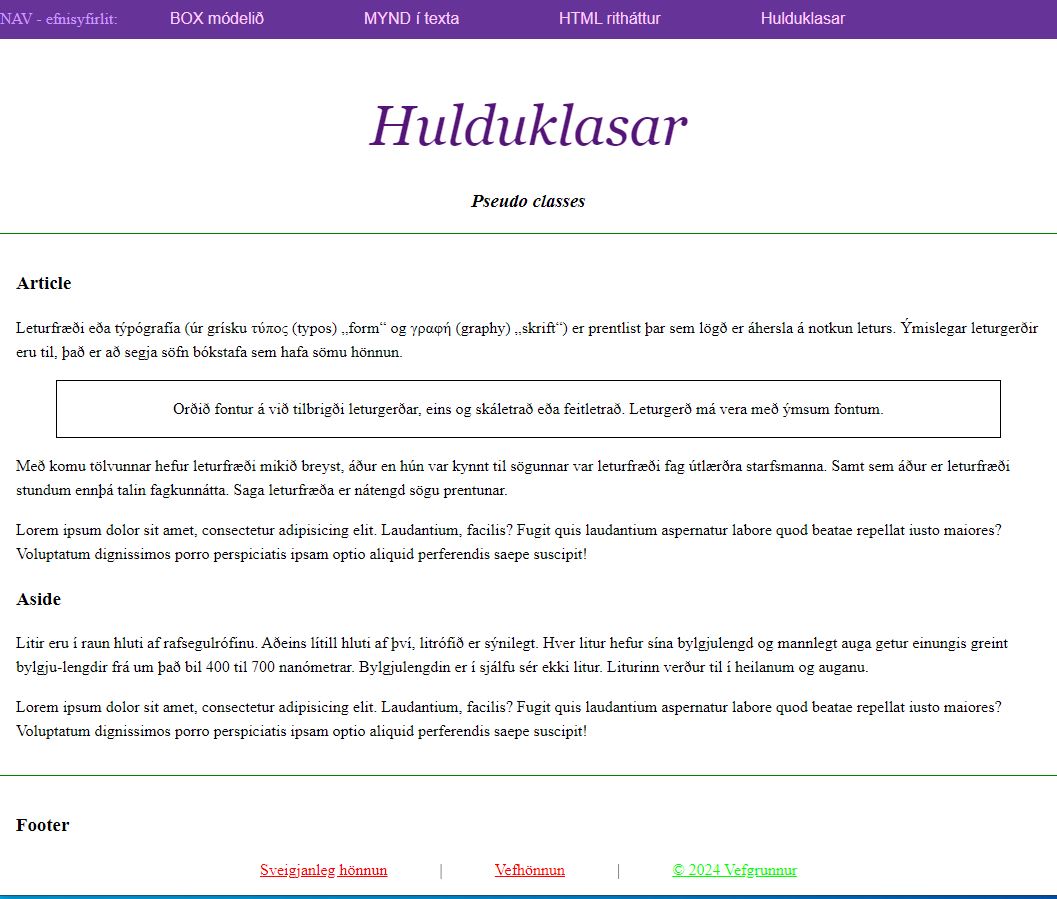 NAV - efnisyfirlit: BOX módelið MYND í texta HTML ritháttur Hulduklasar
Hulduklasar
Pseudo classes
Article
Leturfræði eða týpógrafía (úr grísku τύπος (typos) „form“ og γραφή (graphy) „skrift“) er prentlist þar sem lögð er áhersla á notkun leturs. Ýmislegar leturgerðir
eru til, það er að segja söfn bókstafa sem hafa sömu hönnun.
Orðið fontur á við tilbrigði leturgerðar, eins og skáletrað eða feitletrað. Leturgerð má vera með ýmsum fontum.
Með komu tölvunnar hefur leturfræði mikið breyst, áður en hún var kynnt til sögunnar var leturfræði fag útlærðra starfsmanna. Samt sem áður er leturfræði
stundum ennþá talin fagkunnátta. Saga leturfræða er nátengd sögu prentunar.
Lorem ipsum dolor sit amet, consectetur adipisicing elit. Laudantium, facilis? Fugit quis laudantium aspernatur labore quod beatae repellat iusto maiores?
Voluptatum dignissimos porro perspiciatis ipsam optio aliquid perferendis saepe suscipit!
Aside
Litir eru í raun hluti af rafsegulrófinu. Aðeins lítill hluti af því, litrófið er sýnilegt. Hver litur hefur sína bylgjulengd og mannlegt auga getur einungis greint
bylgju-lengdir frá um það bil 400 til 700 nanómetrar. Bylgjulengdin er í sjálfu sér ekki litur. Liturinn verður til í heilanum og auganu.
Lorem ipsum dolor sit amet, consectetur adipisicing elit. Laudantium, facilis? Fugit quis laudantium aspernatur labore quod beatae repellat iusto maiores?
Voluptatum dignissimos porro perspiciatis ipsam optio aliquid perferendis saepe suscipit!
Footer
Sveigjanleg hönnun | Vefhönnun | © 2024 Vefgrunnur